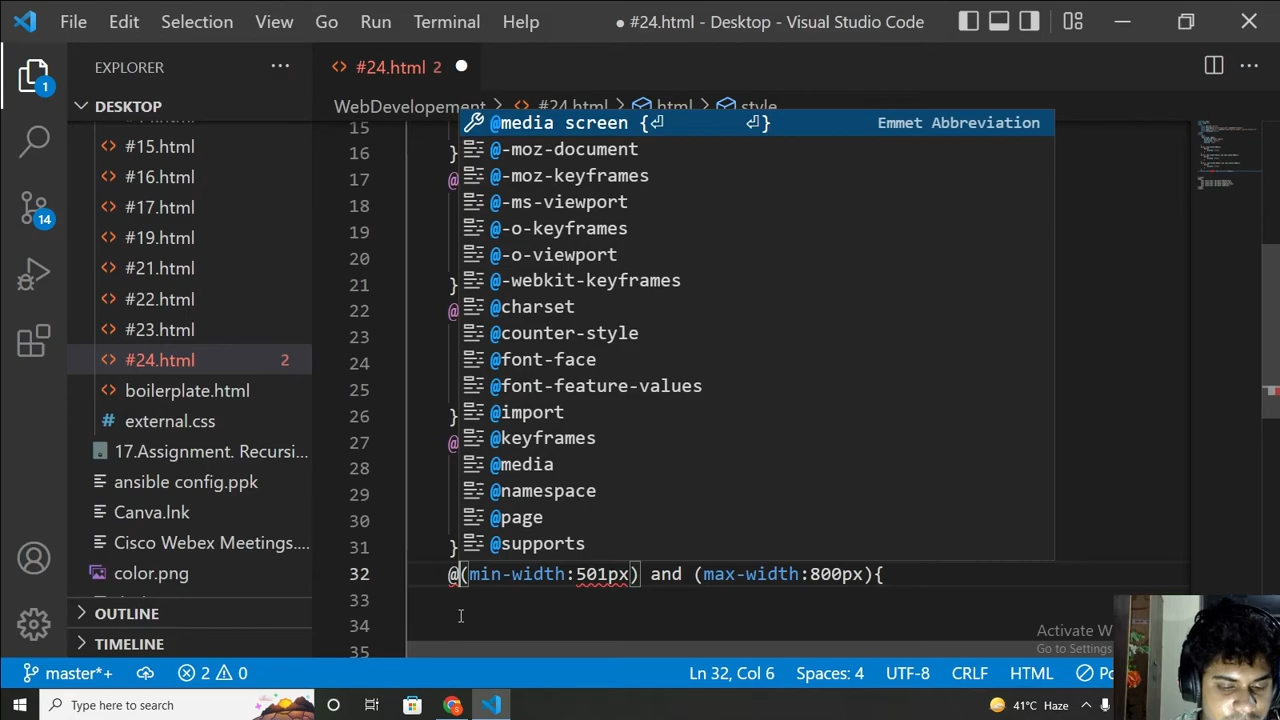 File Edit Selection View Go Run Terminal Help
● #24.html - Desktop - Visual Studio Code
EXPLORER
DESKTOP
#15.html
#16.html
#17.html
#19.html
#21.html
#22.html
#23.html
#24.html 2
boilerplate.html
external.css
17.Assignment. Recursi...
ansible config.ppk
Canva.lnk
Cisco Webex Meetings....
color.png
OUTLINE
TIMELINE
1
14
#24.html 2
WebDevelopement > #24.html > html > style
@media screen {⏎ ⏎} Emmet Abbreviation
@-moz-document
@-moz-keyframes
@-ms-viewport
@-o-keyframes
@-o-viewport
@-webkit-keyframes
@charset
@counter-style
@font-face
@font-feature-values
@import
@keyframes
@media
@namespace
@page
@supports
15
16 }
17 @
18
19
20
21 }
22 @
23
24
25
26 }
27 @
28
29
30
31 }
32 @(min-width:501px) and (max-width:800px){
33
34
35
Activate W
Go to Settings
master*+ 2 0 Ln 32, Col 6 Spaces: 4 UTF-8 CRLF HTML
Type here to search 41°C Haze